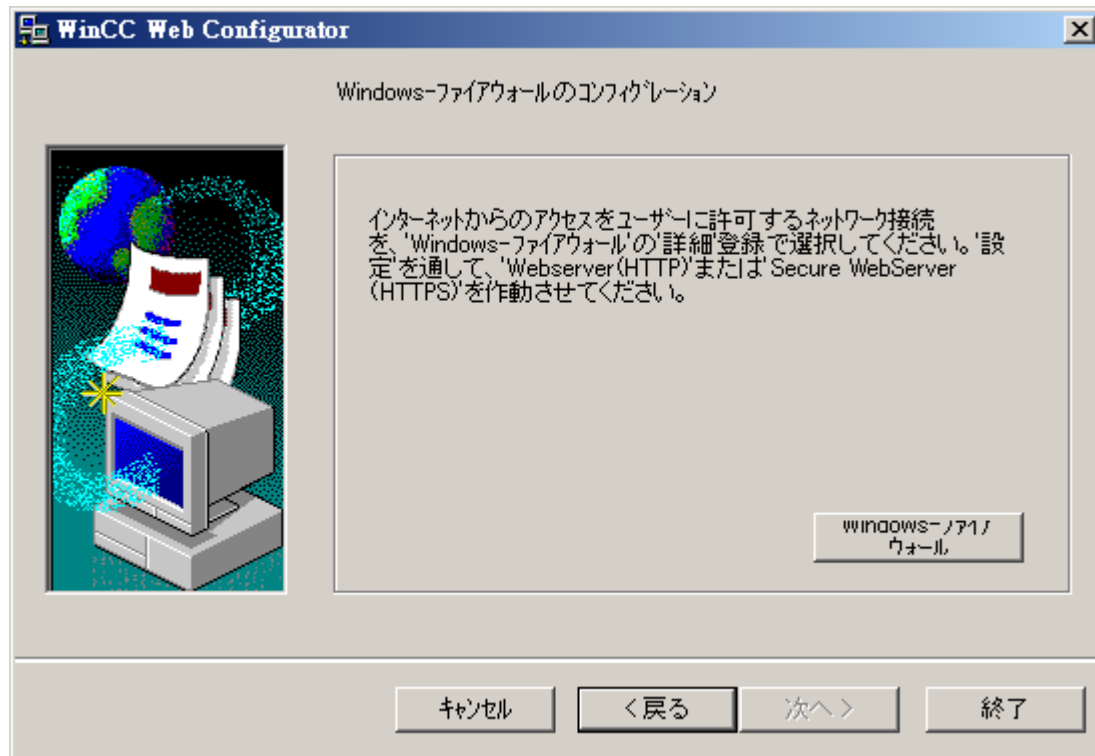 WinCC Web Configurator
Windows-ファイアウォールのコンフィグレーション
インターネットからのアクセスをユーザーに許可するネットワーク接続
を、'Windows-ファイアウォール'の'詳細'登録で選択してください。'設
定'を通して、'Webserver(HTTP)'または'Secure WebServer
(HTTPS)'を作動させてください。
Windows-ファイア
ウォール
キャンセル
<戻る
次へ>
終了